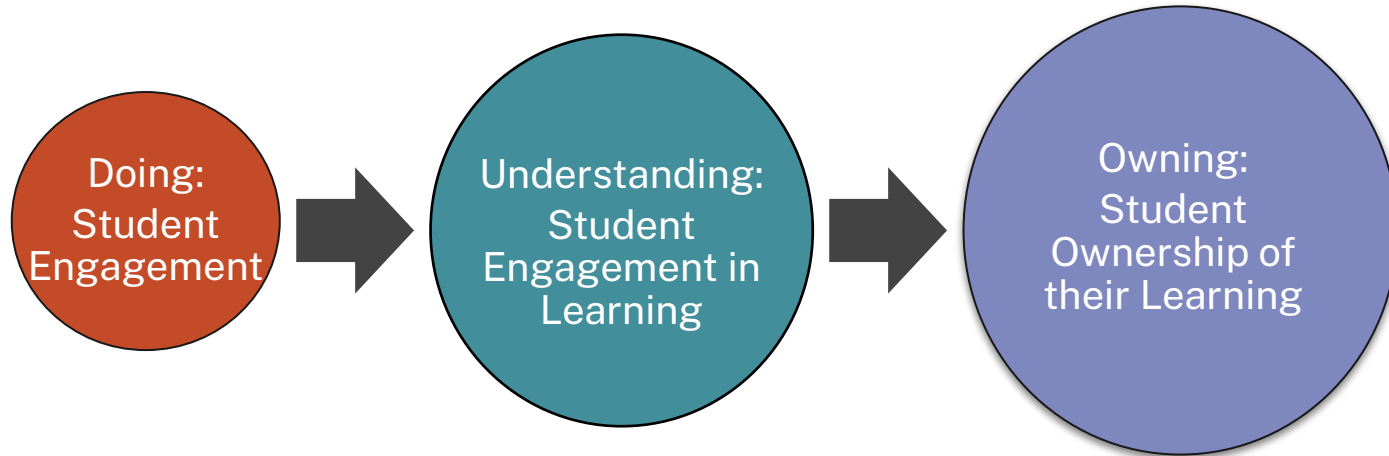 Doing:
Student
Engagement
Understanding:
Student
Engagement in
Learning
Owning:
Student
Ownership of
their Learning